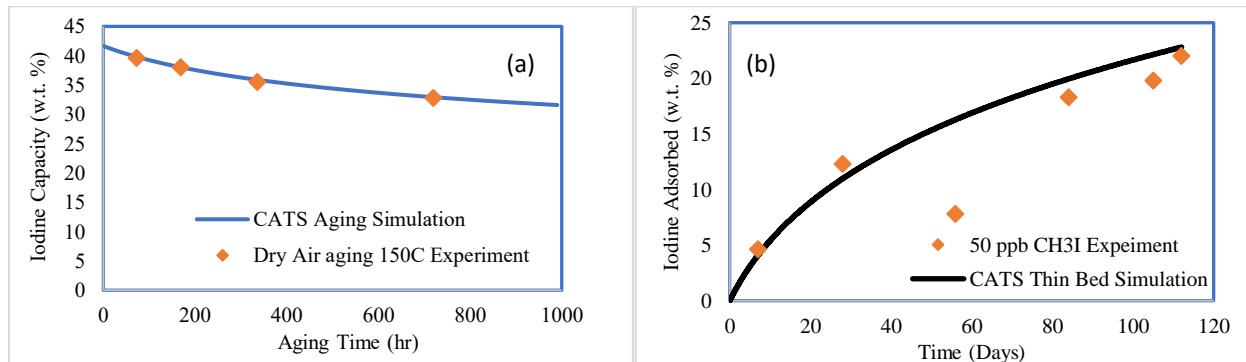 45
40
35
30
25
20
15
10
5
0
Iodine Capacity (w.t. %)
(a)
CATS Aging Simulation
Dry Air aging 150C Experiment
0 200 400 600 800 1000
Aging Time (hr)
25
20
15
10
5
0
Iodine Adsorbed (w.t. %)
(b)
50 ppb CH3I Expeiment
CATS Thin Bed Simulation
0 20 40 60 80 100 120
Time (Days)